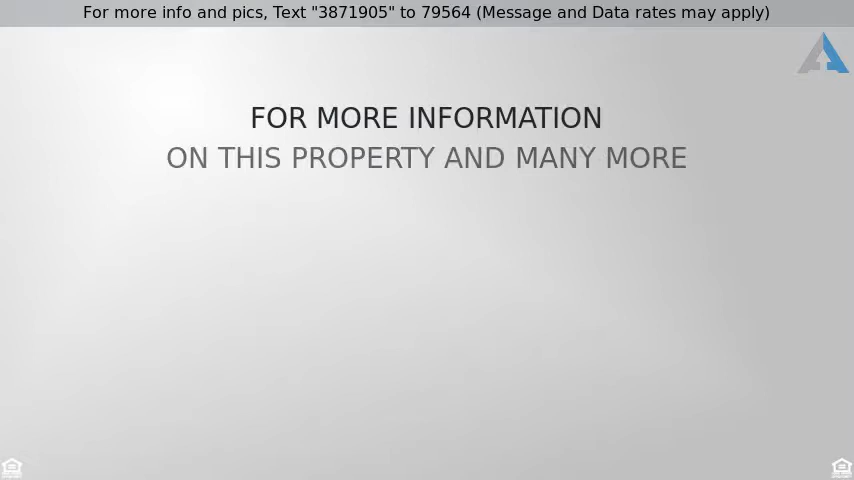 For more info and pics, Text "3871905" to 79564 (Message and Data rates may apply)
FOR MORE INFORMATION
ON THIS PROPERTY AND MANY MORE